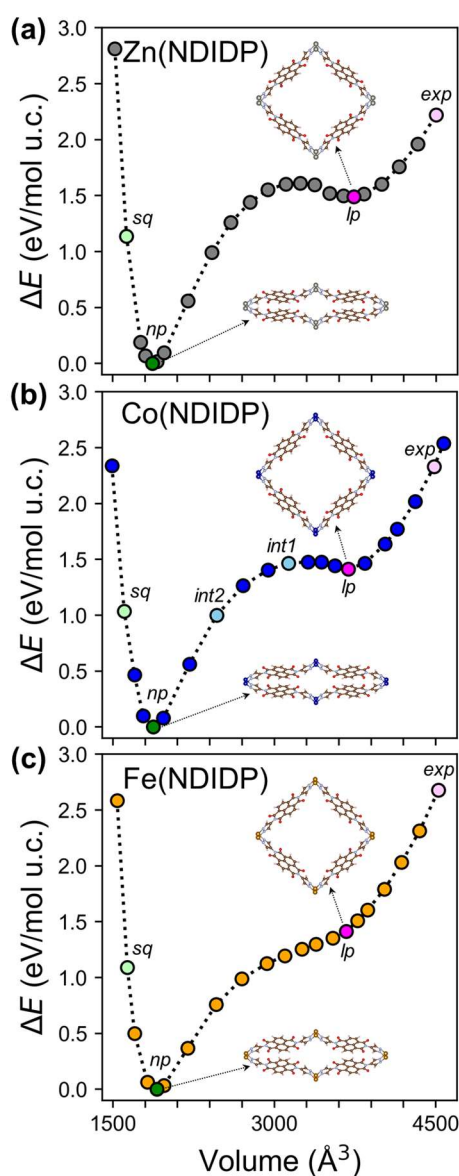 (a)
Zn(NDIDP)
3.0
2.5
2.0
1.5
1.0
0.5
0.0
ΔE (eV/mol u.c.)
sq
np
lp
exp
(b)
Co(NDIDP)
3.0
2.5
2.0
1.5
1.0
0.5
0.0
ΔE (eV/mol u.c.)
sq
np
int2
int1
lp
exp
(c)
Fe(NDIDP)
3.0
2.5
2.0
1.5
1.0
0.5
0.0
ΔE (eV/mol u.c.)
sq
np
lp
exp
1500 3000 4500
Volume (Å³)